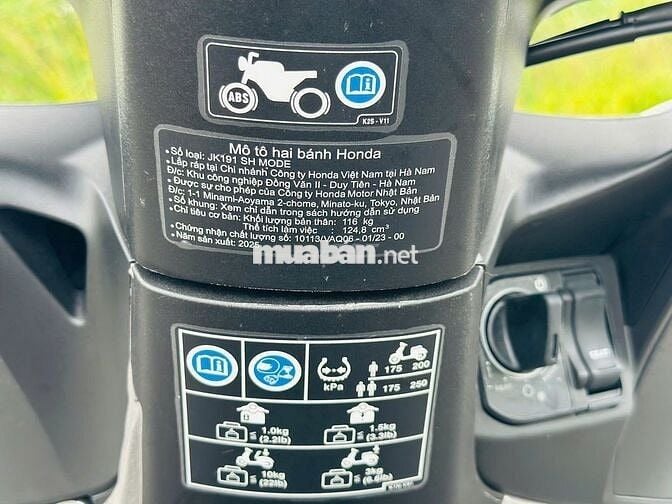 ABS
K2S - V11
Mô tô hai bánh Honda
• Số loại: JK191 SH MODE
• Lắp ráp tại Chi nhánh Công ty Honda Việt Nam tại Hà Nam
Đ/c: Khu công nghiệp Đồng Văn II - Duy Tiên - Hà Nam
• Được sự cho phép của Công ty Honda Motor Nhật Bản
Đ/c: 1-1 Minami-Aoyama 2-chome, Minato-ku, Tokyo, Nhật Bản
• Số khung: Xem chỉ dẫn trong sách hướng dẫn sử dụng
• Chỉ tiêu cơ bản: Khối lượng bản thân: 116 kg
Thể tích làm việc : 124,8 cm³
• Chứng nhận chất lượng số: 10113/VAQ06 - 01/23 - 00
• Năm sản xuất: 2025
muaban.net
kPa
175 200
175 250
≤ 1.0kg
(2.2lb)
≤ 1.5kg
(3.3lb)
≤ 10kg
(22lb)
≤ 3kg
(6.6lb)